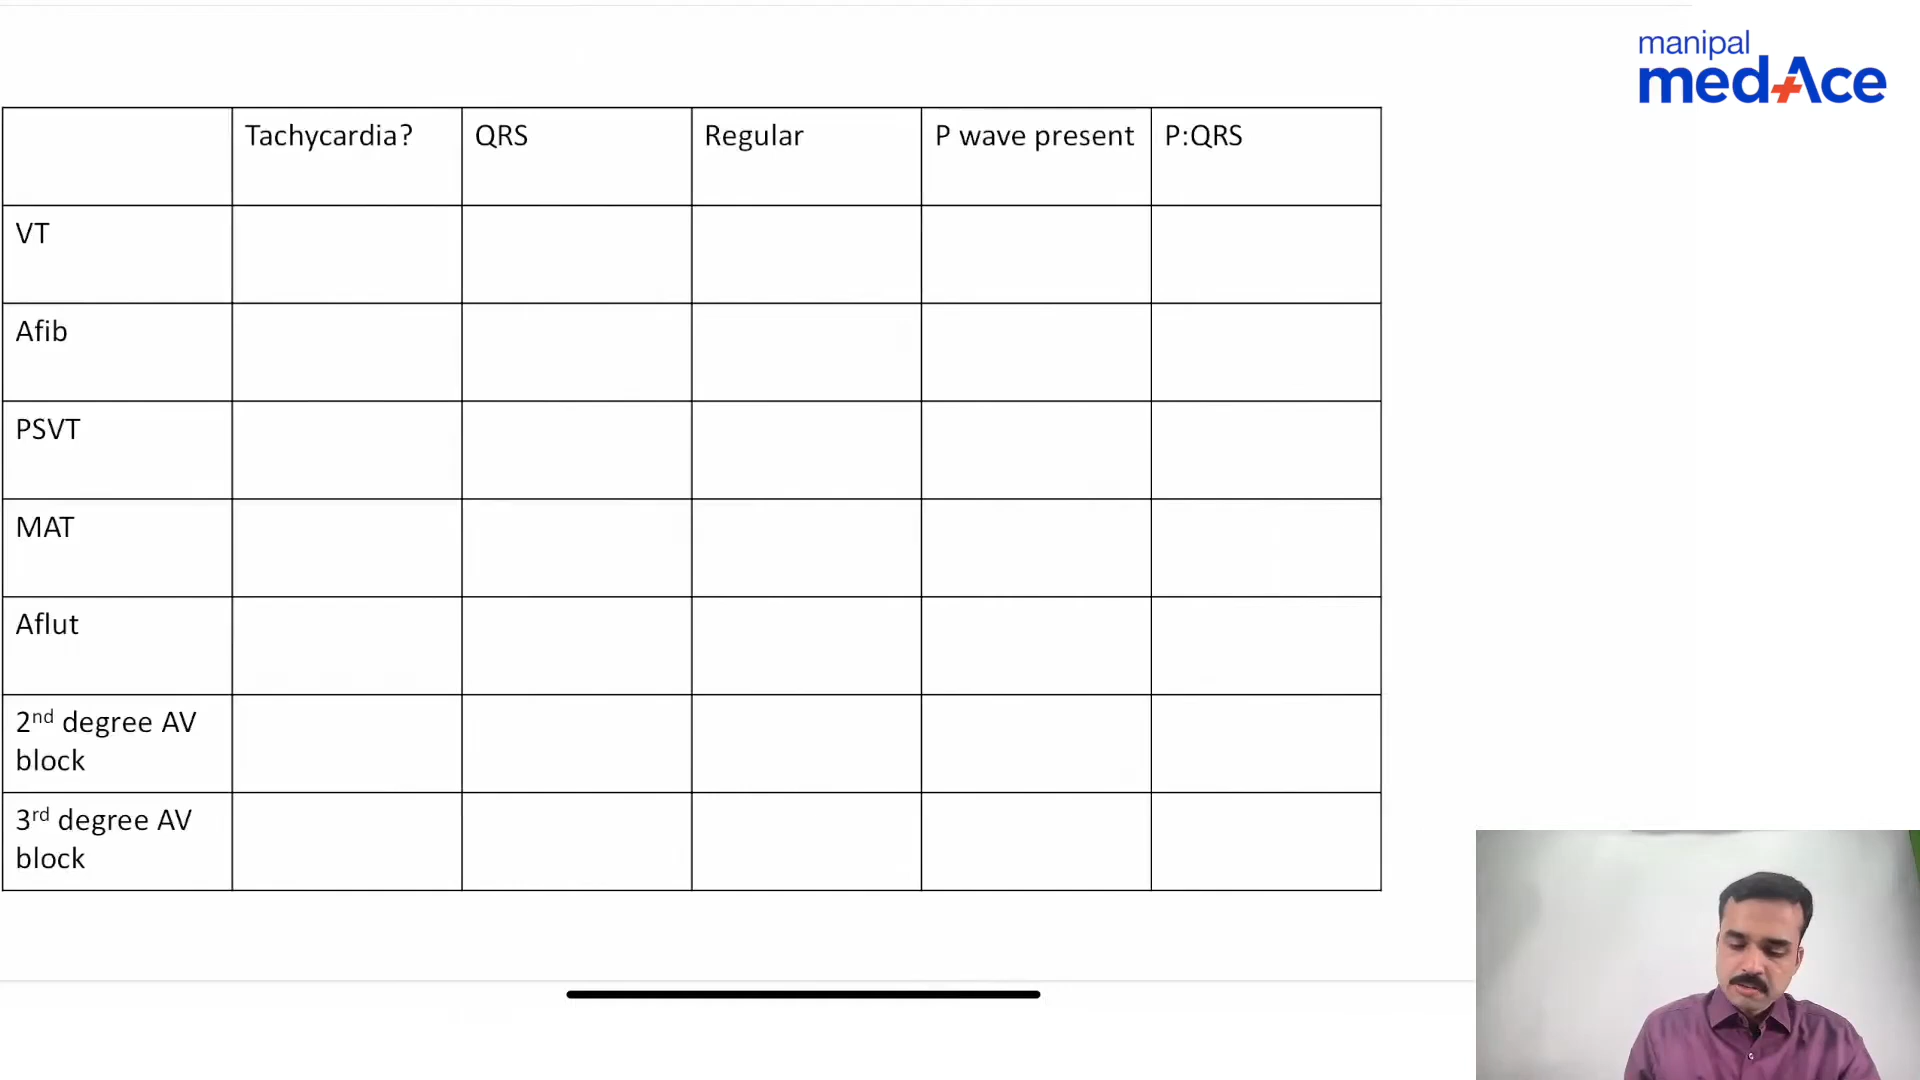 manipal
medAce
Tachycardia? QRS Regular P wave present P:QRS
VT
Afib
PSVT
MAT
Aflut
2nd degree AV
block
3rd degree AV
block